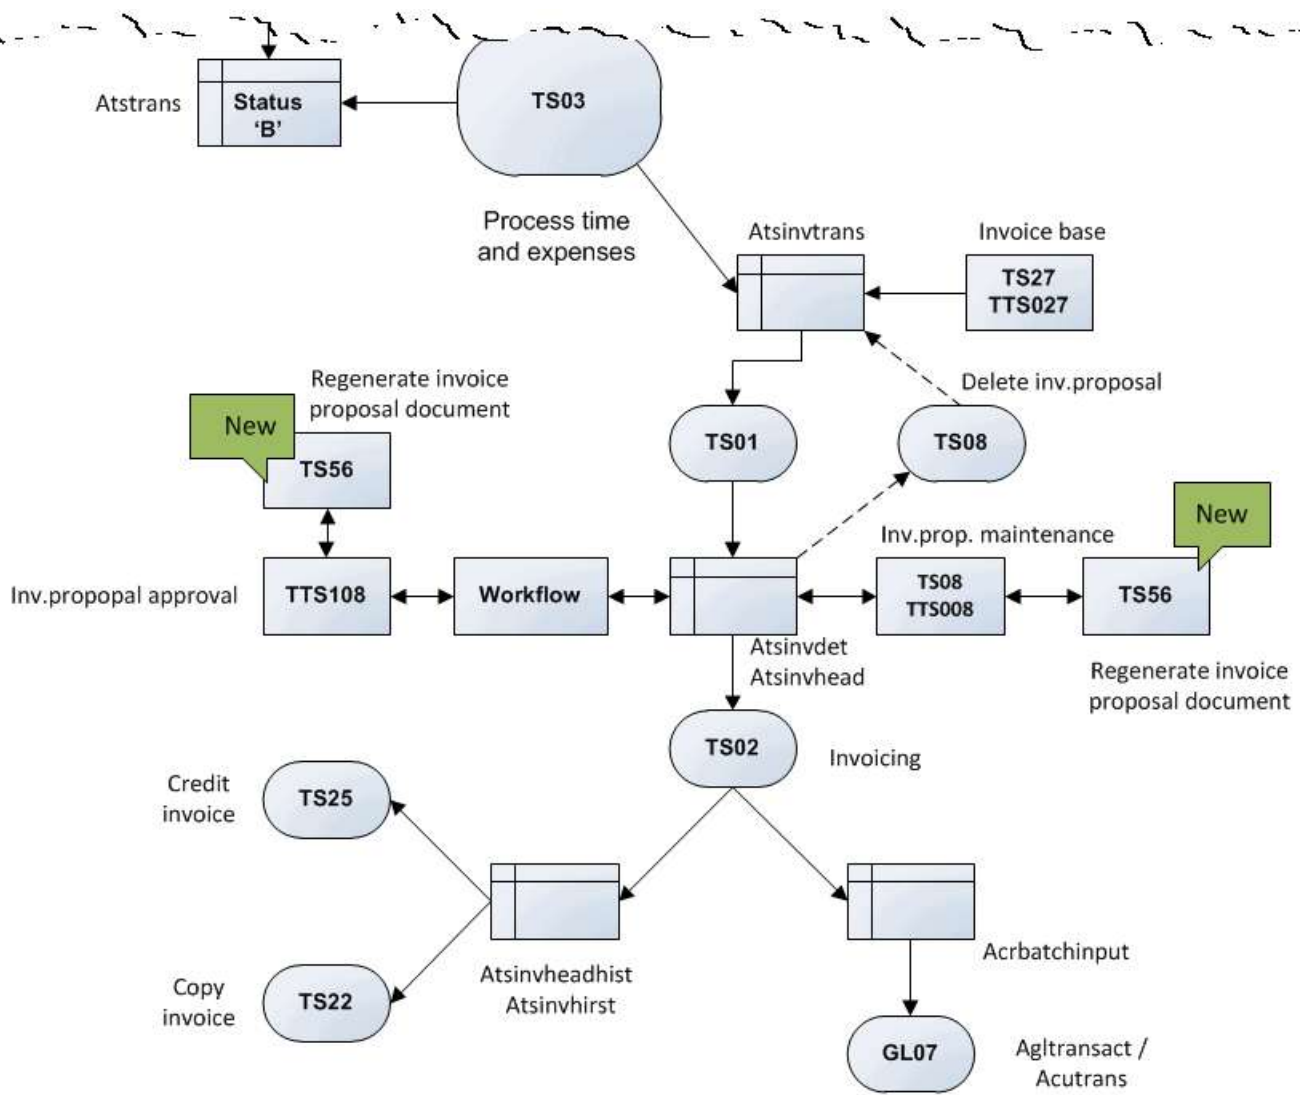 Atstrans
Status
‘B’
TS03
Process time
and expenses
Atsinvtrans
Invoice base
TS27
TTS027
Regenerate invoice
proposal document
New
TS56
Delete inv.proposal
TS01
TS08
New
Inv.prop. maintenance
Inv.propopal approval
TTS108
Workflow
TS08
TTS008
TS56
Atsinvdet
Atsinvhead
Regenerate invoice
proposal document
TS02
Invoicing
Credit
invoice
TS25
Atsinvheadhist
Atsinvhirst
Acrbatchinput
Copy
invoice
TS22
GL07
Agltransact /
Acutrans